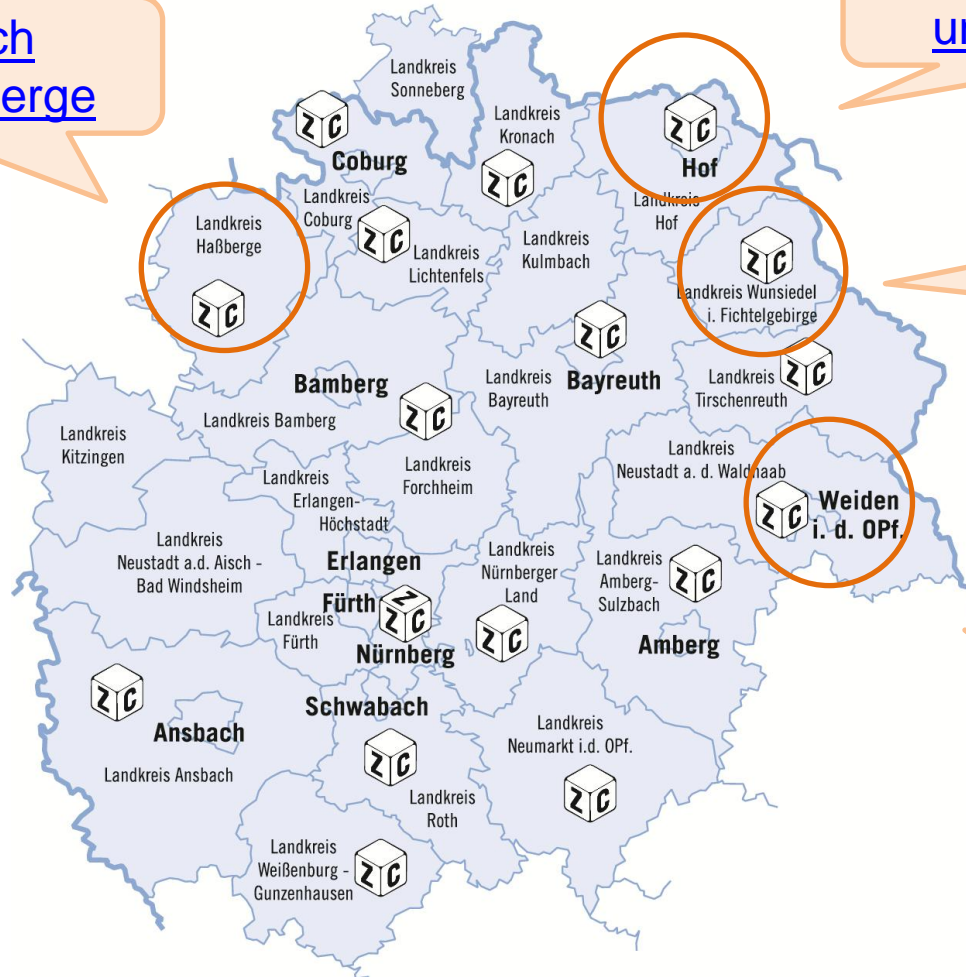 ch
erge
un
Landkreis
Sonneberg
Landkreis
Kronach
Z C
Coburg
Z C
Z C
Hof
Landkreis
Hof
Landkreis
Coburg
Z C
Landkreis
Lichtenfels
Landkreis
Kulmbach
Landkreis
Haßberge
Z C
Z C
Landkreis Wunsiedel
i. Fichtelgebirge
Z C
Bayreuth
Landkreis
Bayreuth
Landkreis
Tirschenreuth
Z C
Bamberg
Landkreis Bamberg
Z C
Landkreis
Kitzingen
Landkreis
Forchheim
Landkreis
Erlangen-
Höchstadt
Landkreis
Neustadt a. d. Waldnaab
Z C
Weiden
i. d. OPf.
Landkreis
Neustadt a.d. Aisch -
Bad Windsheim
Erlangen
Landkreis
Nürnberger
Land
Z C
Landkreis
Amberg-
Sulzbach
Z C
Fürth
Z
Z C
Landkreis
Fürth
Nürnberg
Amberg
Z C
Ansbach
Landkreis Ansbach
Schwabach
Z C
Landkreis
Roth
Landkreis
Neumarkt i.d. OPf.
Z C
Landkreis
Weißenburg -
Gunzenhausen
Z C